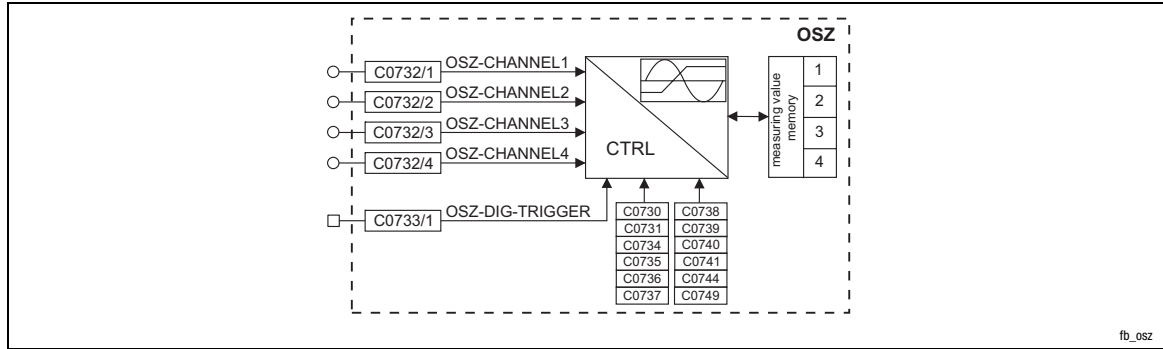 OSZ
C0732/1 OSZ-CHANNEL1
C0732/2 OSZ-CHANNEL2
C0732/3 OSZ-CHANNEL3
C0732/4 OSZ-CHANNEL4
CTRL
measuring value
memory
1
2
3
4
C0733/1 OSZ-DIG-TRIGGER
C0730 C0738
C0731 C0739
C0734 C0740
C0735 C0741
C0736 C0744
C0737 C0749
fb_osz